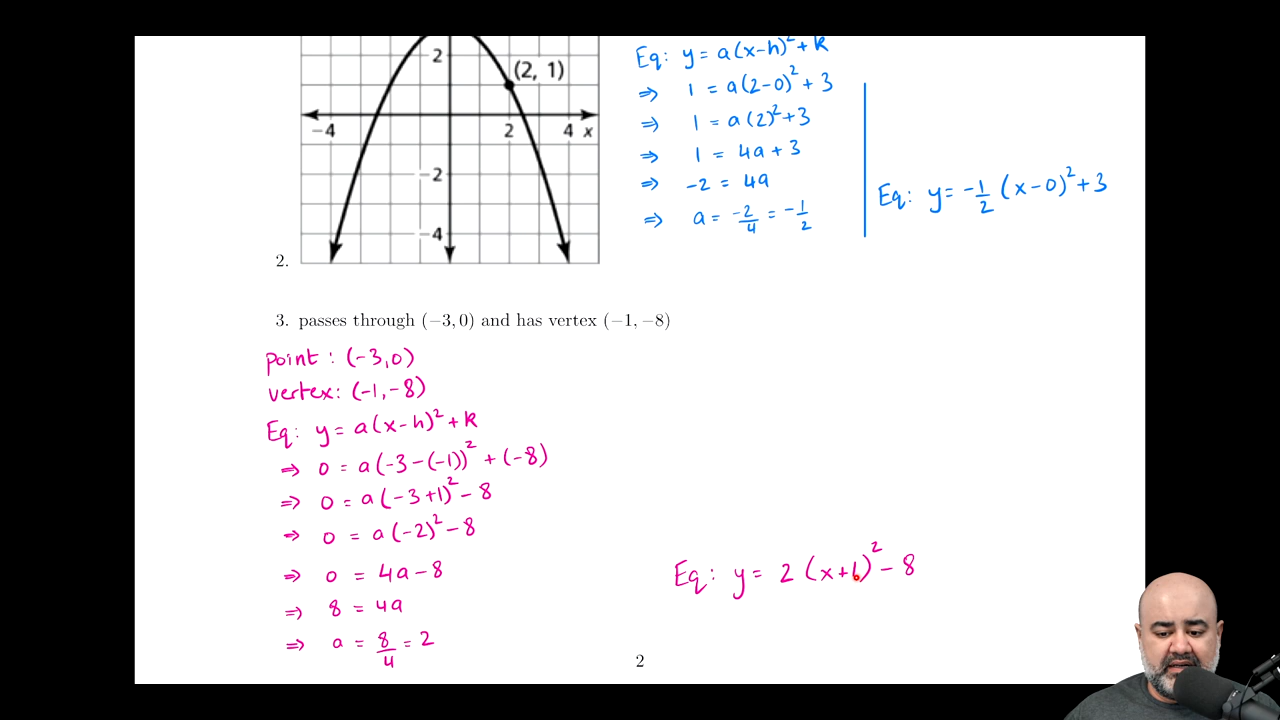 2
(2, 1)
−4
2
4 x
−2
−4
2.
Eq: y = a(x-h)² + k
⇒ 1 = a(2-0)² + 3
⇒ 1 = a(2)² + 3
⇒ 1 = 4a + 3
⇒ -2 = 4a
⇒ a = -2/4 = -1/2
Eq: y = -1/2 (x-0)² + 3
3. passes through (−3, 0) and has vertex (−1, −8)
point : (-3,0)
vertex: (-1,-8)
Eq: y = a(x-h)² + k
⇒ 0 = a(-3-(-1))² + (-8)
⇒ 0 = a(-3+1)² - 8
⇒ 0 = a(-2)² - 8
⇒ 0 = 4a - 8
⇒ 8 = 4a
⇒ a = 8/4 = 2
Eq: y = 2 (x+1)² - 8
2